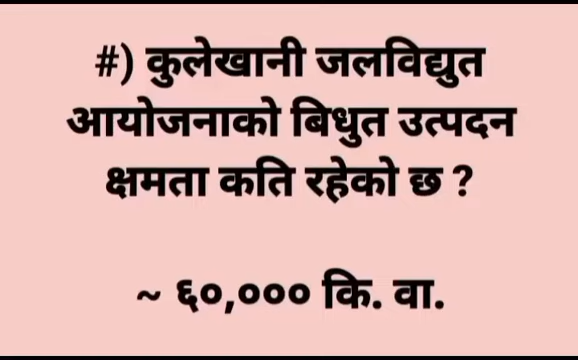 #) कुलेखानी जलविद्युत
आयोजनाको बिधुत उत्पदन
क्षमता कति रहेको छ ?
~ ६०,००० कि. वा.